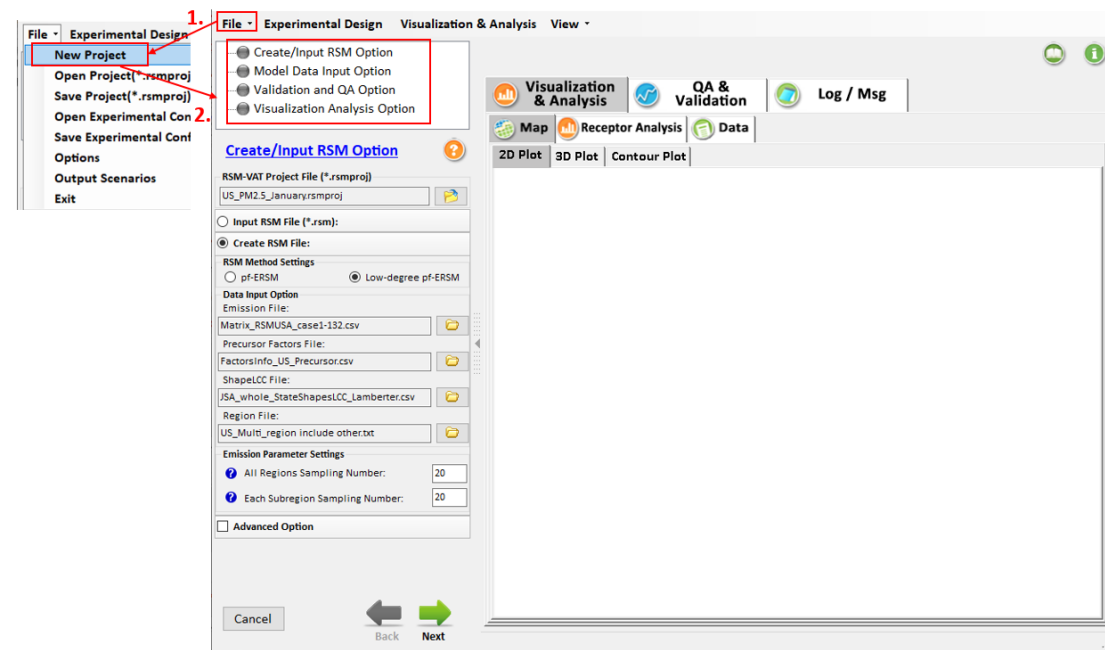 1.
File
Experimental Design
New Project
Open Project(*.rsmproj
Save Project(*.rsmproj)
Open Experimental Con
Save Experimental Conf
Options
Output Scenarios
Exit
2.
File Experimental Design Visualization & Analysis View
Create/Input RSM Option
Model Data Input Option
Validation and QA Option
Visualization Analysis Option
Create/Input RSM Option
?
RSM-VAT Project File (*.rsmproj)
US_PM2.5_January.rsmproj
Input RSM File (*.rsm):
Create RSM File:
RSM Method Settings
pf-ERSM Low-degree pf-ERSM
Data Input Option
Emission File:
Matrix_RSMUSA_case1-132.csv
Precursor Factors File:
FactorsInfo_US_Precursor.csv
ShapeLCC File:
JSA_whole_StateShapesLCC_Lamberter.csv
Region File:
US_Multi_region include other.txt
Emission Parameter Settings
? All Regions Sampling Number: 20
? Each Subregion Sampling Number: 20
Advanced Option
Cancel
Back Next
i
Visualization & Analysis
QA & Validation
Log / Msg
Map Receptor Analysis Data
2D Plot 3D Plot Contour Plot